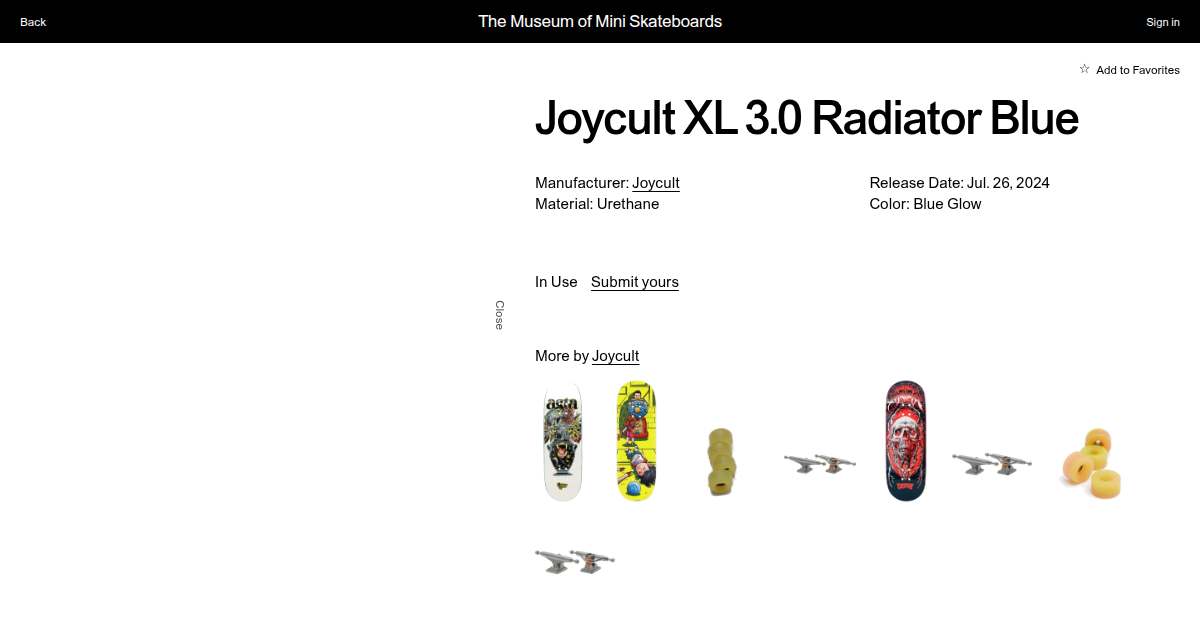 Back
The Museum of Mini Skateboards
Sign in
☆ Add to Favorites
Joycult XL 3.0 Radiator Blue
Manufacturer: Joycult
Release Date: Jul. 26, 2024
Material: Urethane
Color: Blue Glow
In Use Submit yours
Close
More by Joycult